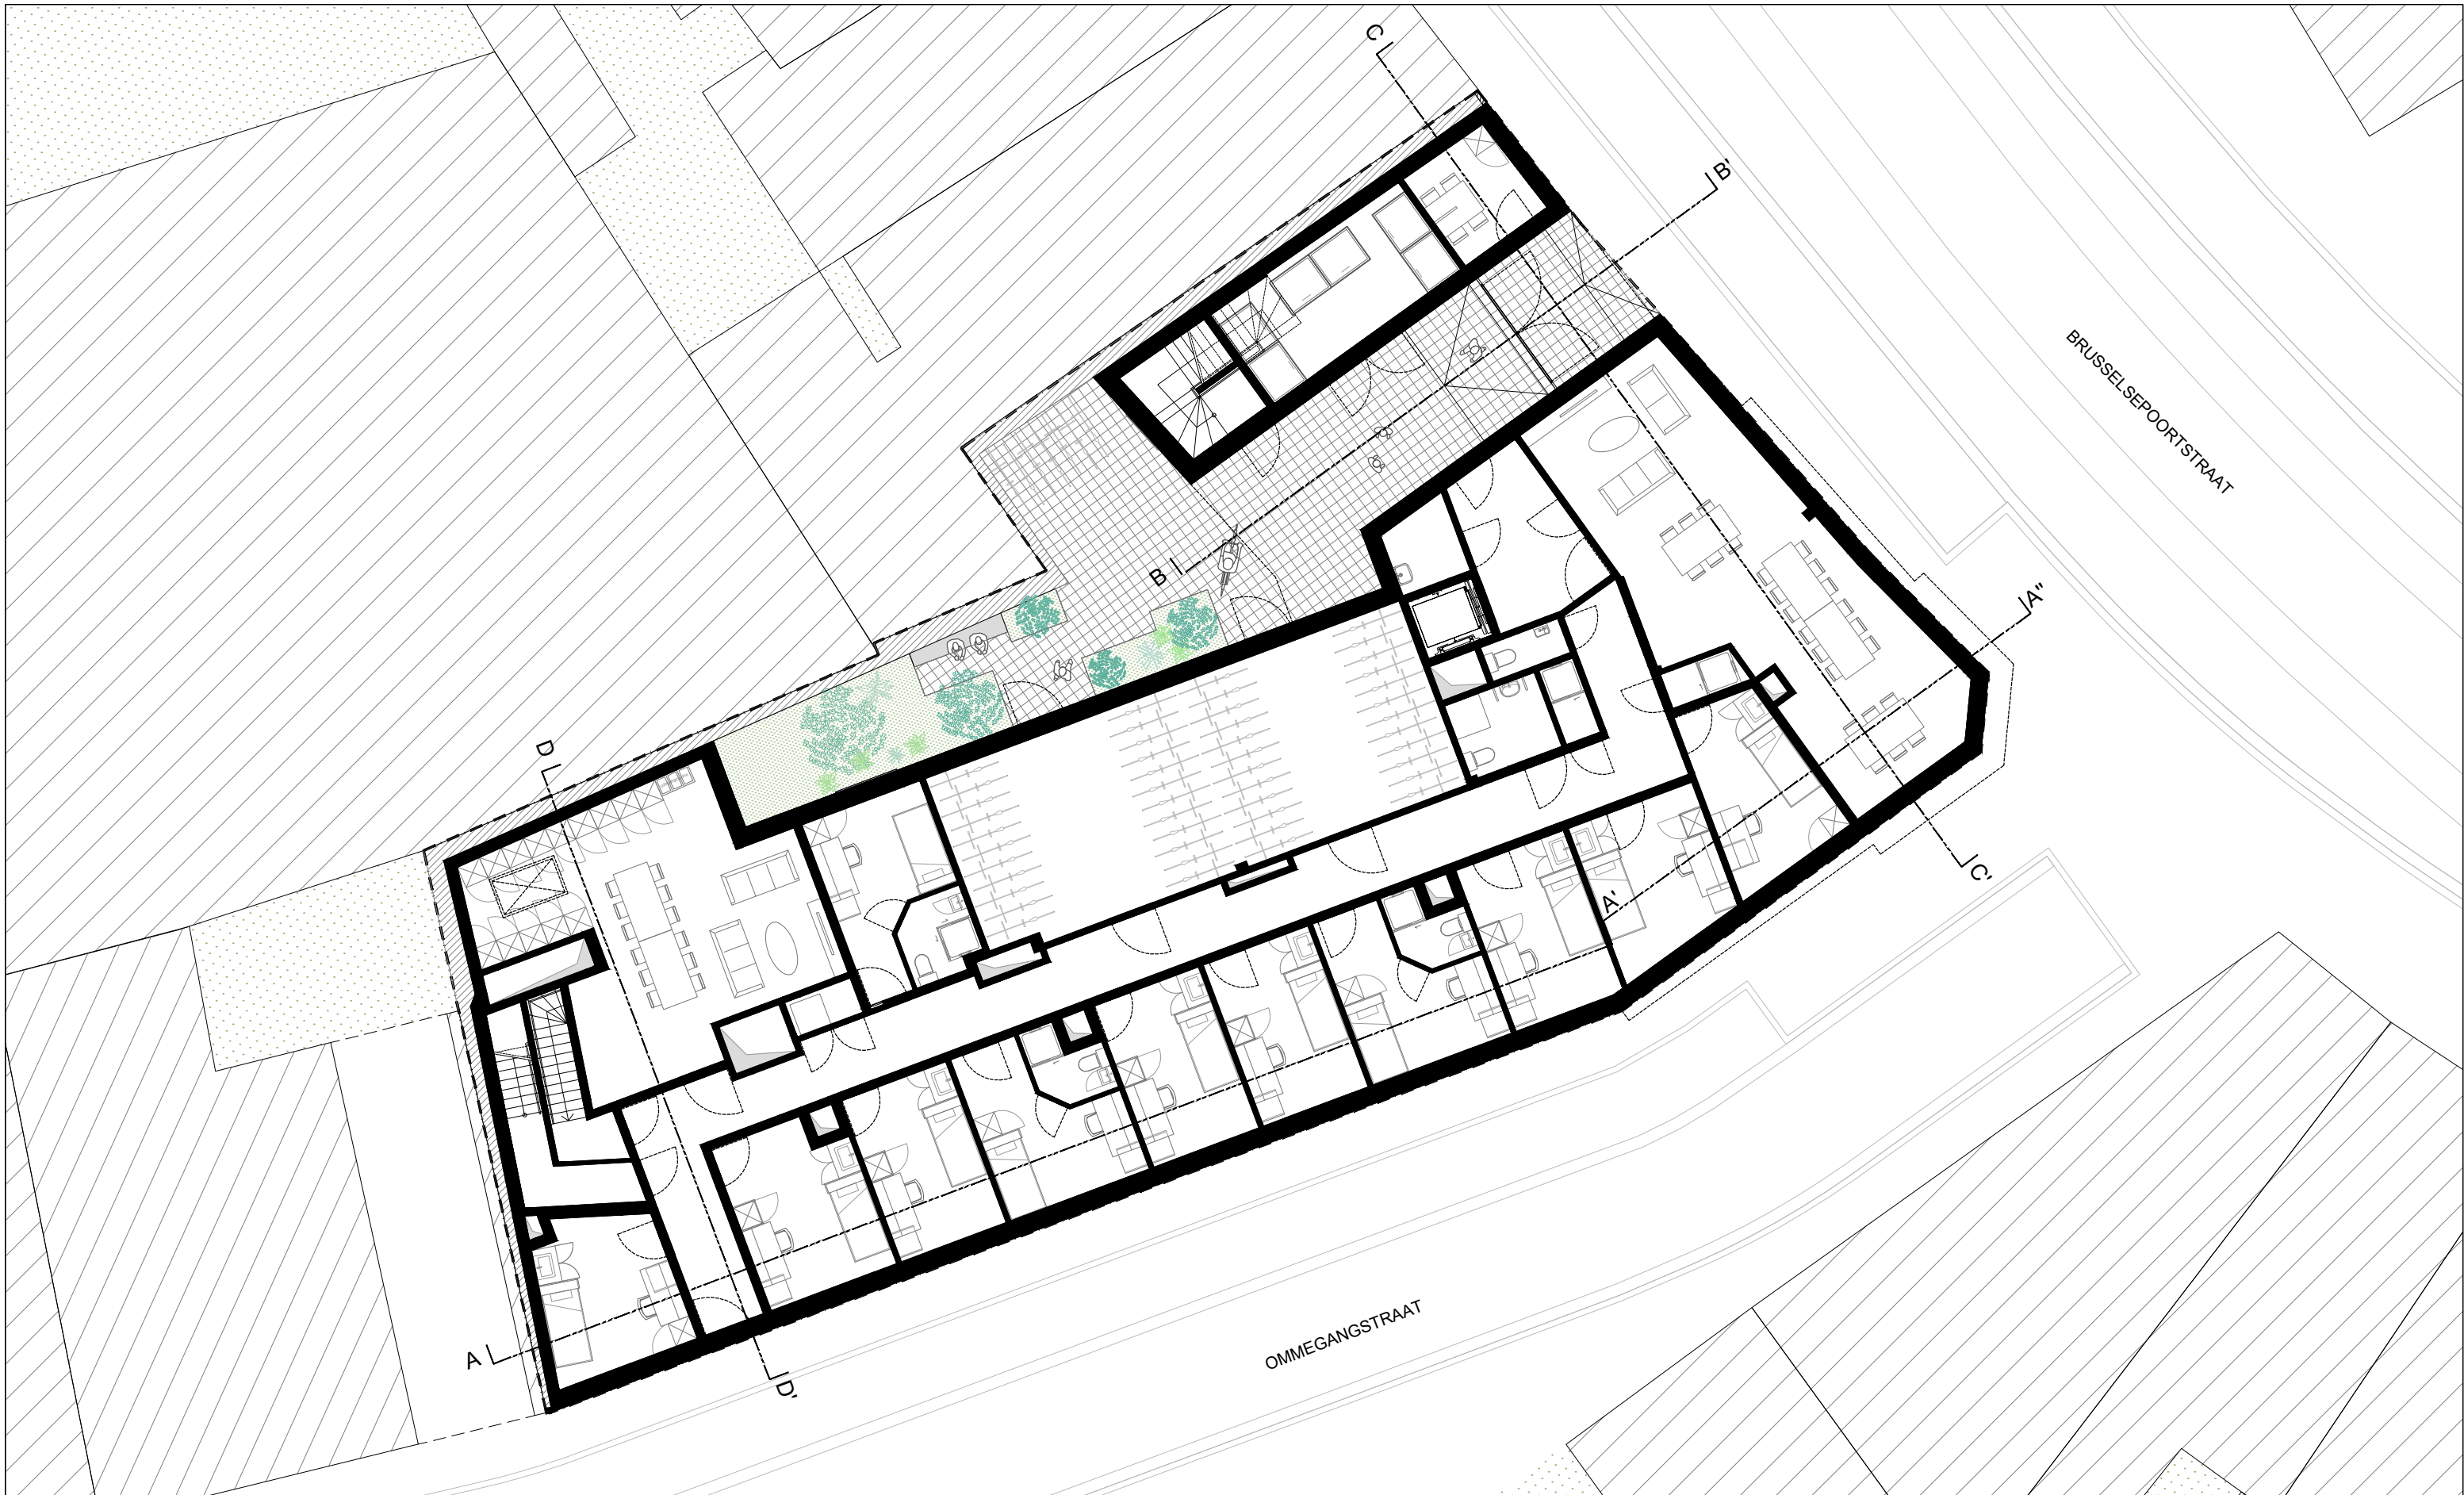 C
B'
BRUSSELSEPOORTSTRAAT
B
A"
D
C'
A'
A
D'
OMMEGANGSTRAAT